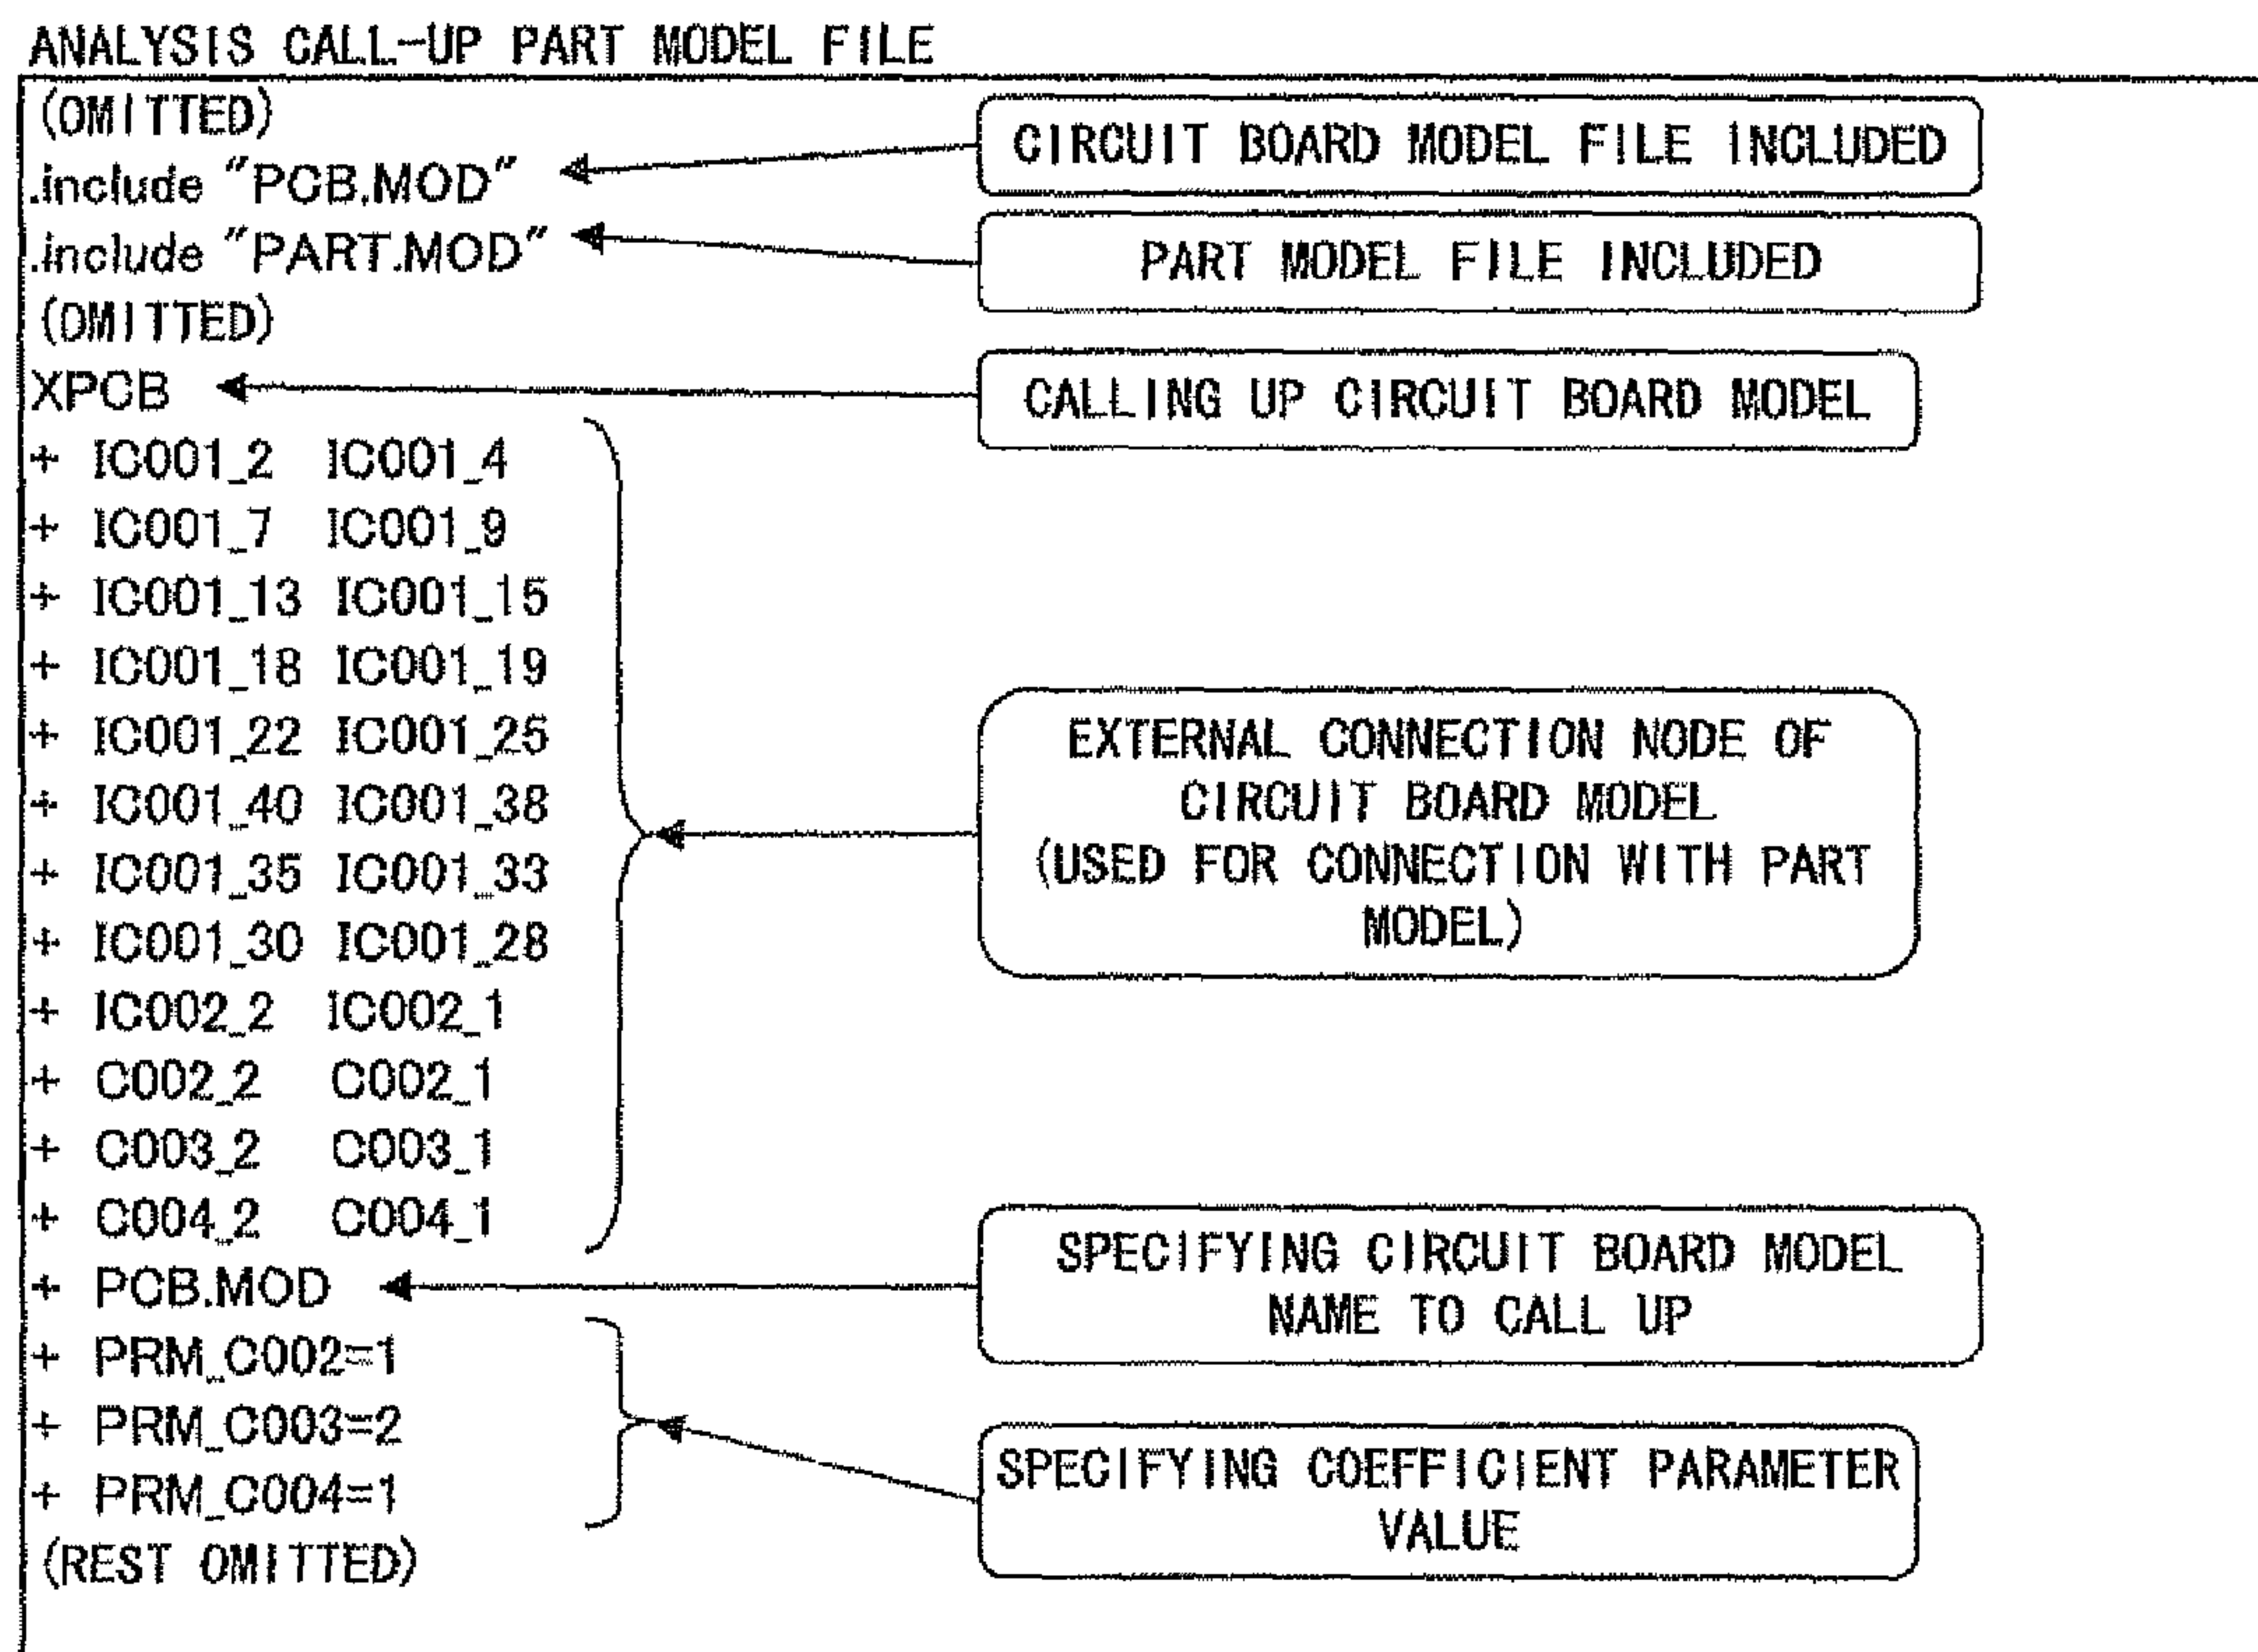 ANALYSIS CALL-UP PART MODEL FILE
(OMITTED)
.include "PCB.MOD"
CIRCUIT BOARD MODEL FILE INCLUDED
.include "PART.MOD"
PART MODEL FILE INCLUDED
(OMITTED)
XPCB
CALLING UP CIRCUIT BOARD MODEL
+ IC001_2 IC001_4
+ IC001_7 IC001_9
+ IC001_13 IC001_15
+ IC001_18 IC001_19
+ IC001_22 IC001_25
+ IC001_40 IC001_38
+ IC001_35 IC001_33
+ IC001_30 IC001_28
+ IC002_2 IC002_1
+ C002_2 C002_1
+ C003_2 C003_1
+ C004_2 C004_1
EXTERNAL CONNECTION NODE OF
CIRCUIT BOARD MODEL
(USED FOR CONNECTION WITH PART
MODEL)
+ PCB.MOD
SPECIFYING CIRCUIT BOARD MODEL
NAME TO CALL UP
+ PRM_C002=1
+ PRM_C003=2
+ PRM_C004=1
SPECIFYING COEFFICIENT PARAMETER
VALUE
(REST OMITTED)